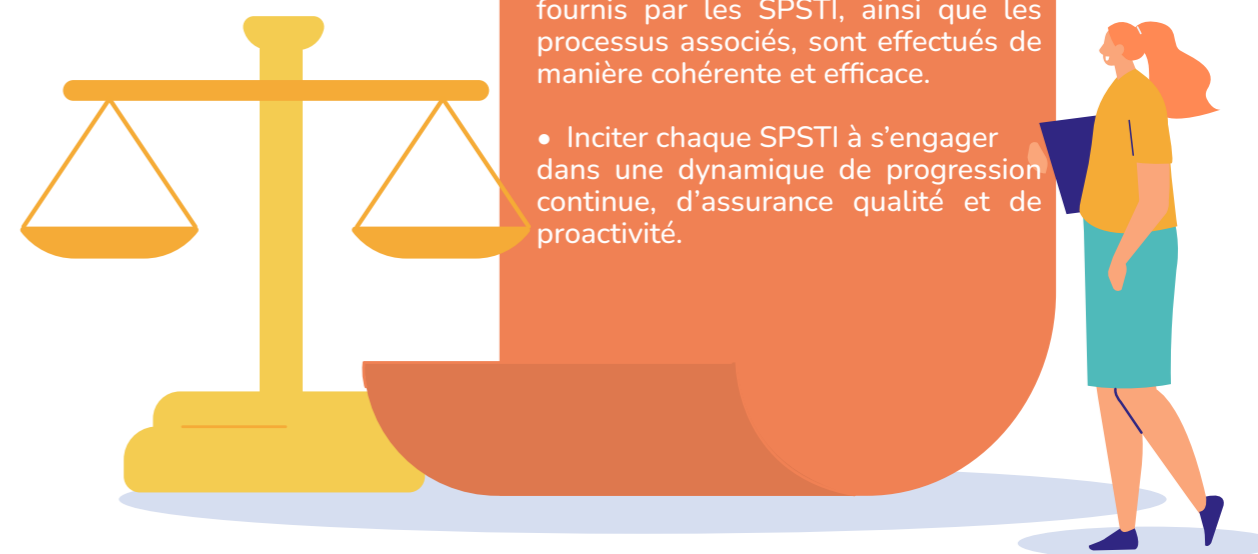 fournis par les SPSTI, ainsi que les
processus associés, sont effectués de
manière cohérente et efficace.
• Inciter chaque SPSTI à s’engager
dans une dynamique de progression
continue, d’assurance qualité et de
proactivité.